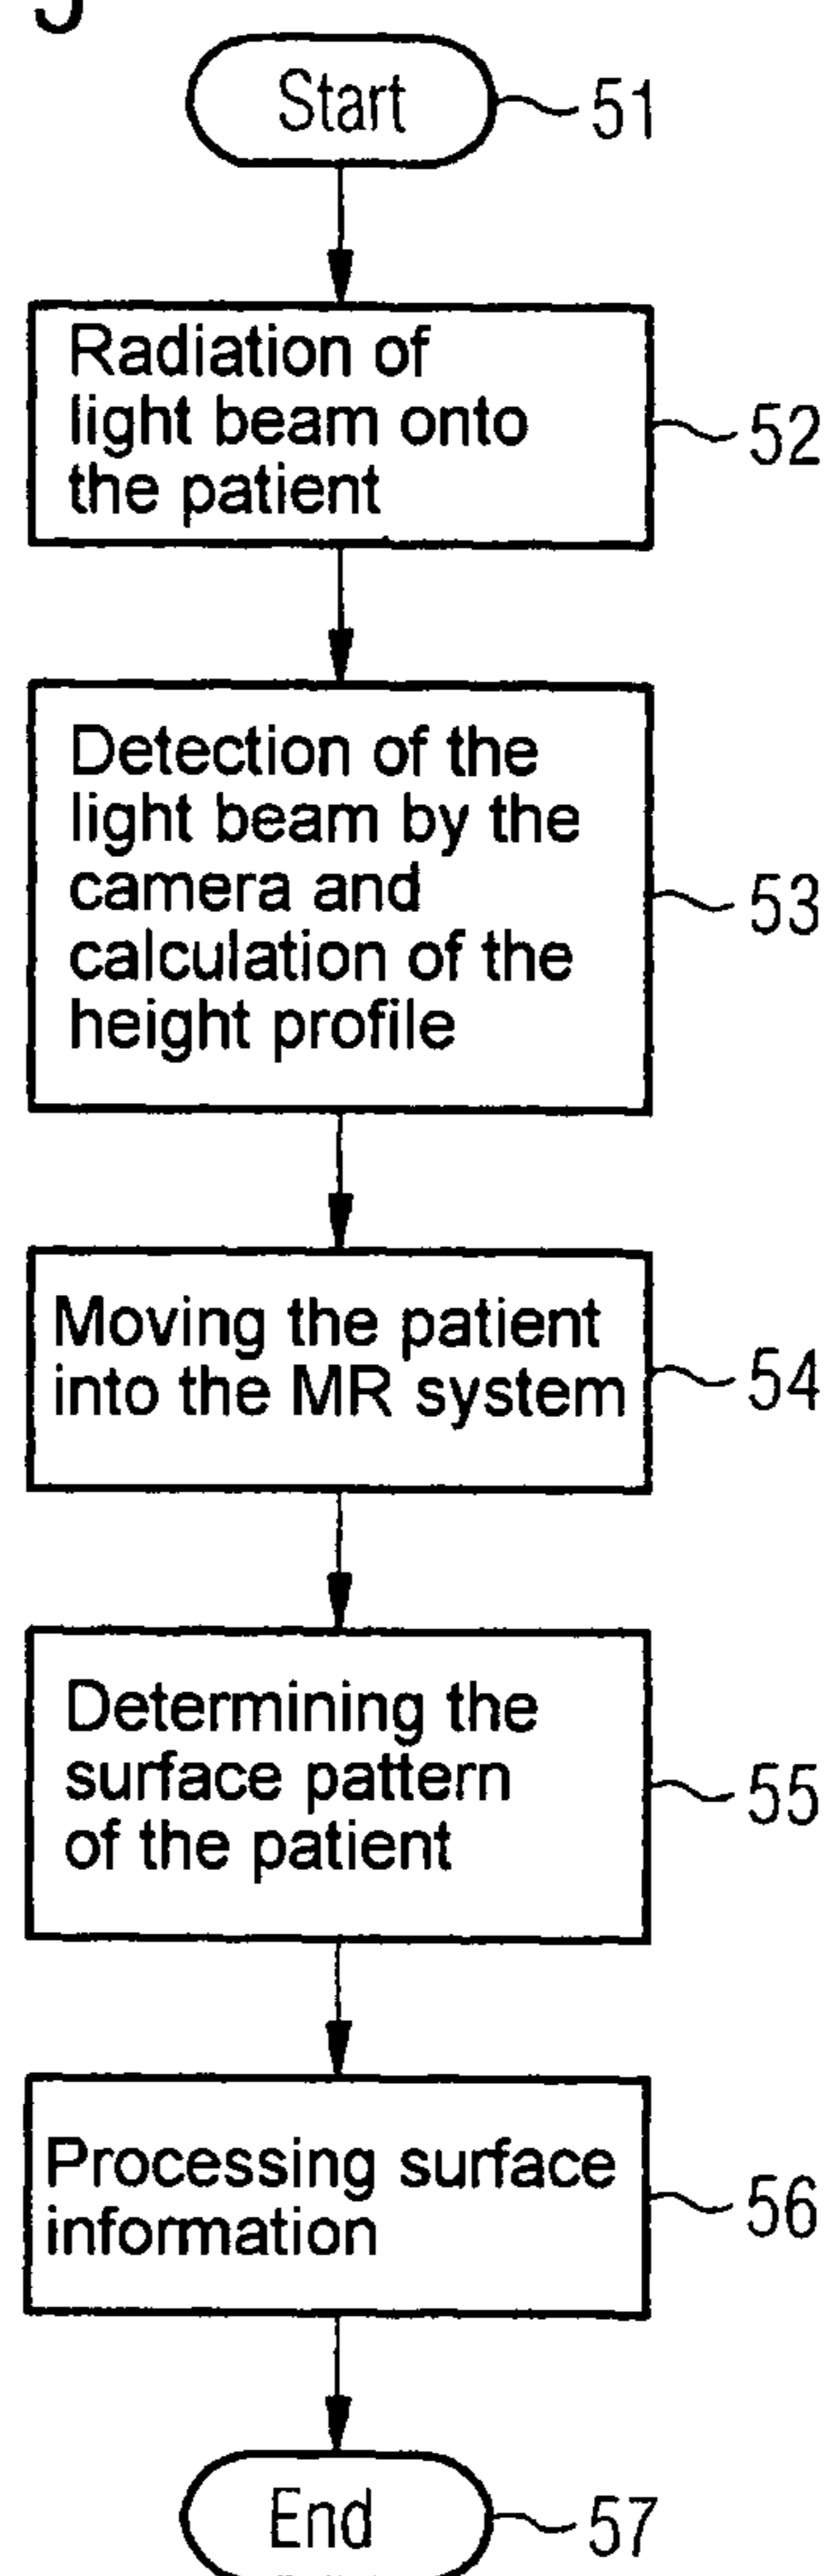 Start
51
Radiation of
light beam onto
the patient
52
Detection of the
light beam by the
camera and
calculation of the
height profile
53
Moving the patient
into the MR system
54
Determining the
surface pattern
of the patient
55
Processing surface
information
56
End
57